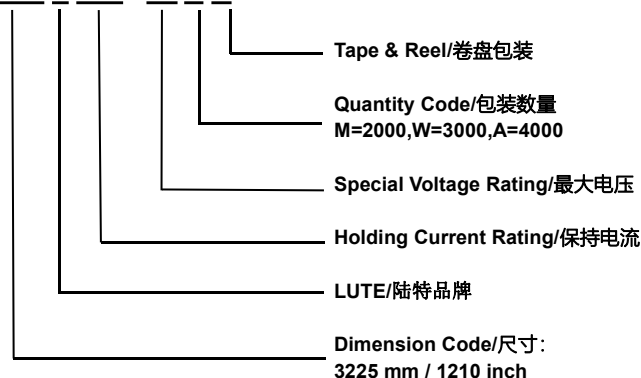 Tape & Reel/卷盘包装
Quantity Code/包装数量
M=2000,W=3000,A=4000
Special Voltage Rating/最大电压
Holding Current Rating/保持电流
LUTE/陆特品牌
Dimension Code/尺寸：
3225 mm / 1210 inch